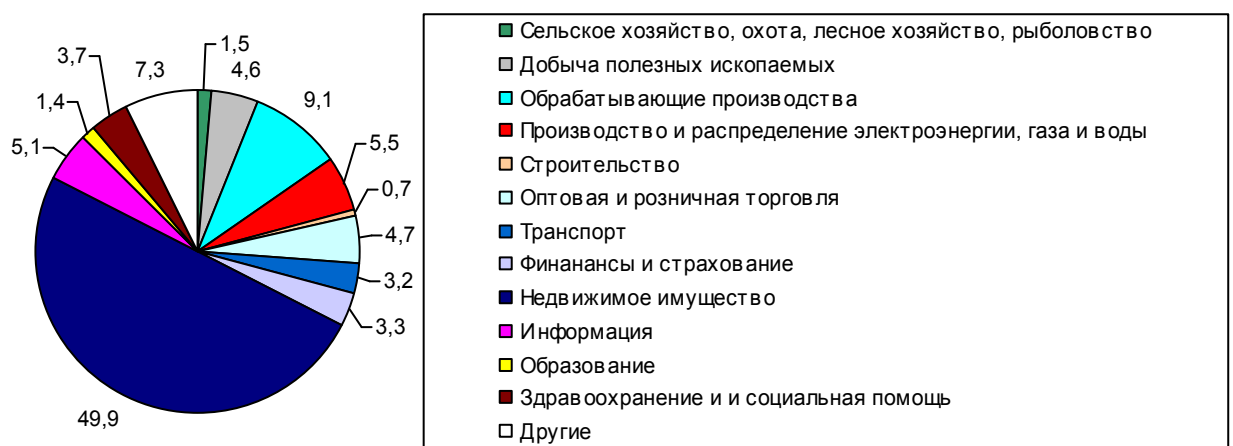 1,5
3,7
7,3
4,6
1,4
9,1
5,1
5,5
0,7
4,7
3,2
3,3
49,9
Сельское хозяйство, охота, лесное хозяйство, рыболовство
Добыча полезных ископаемых
Обрабатывающие производства
Производство и распределение электроэнергии, газа и воды
Строительство
Оптовая и розничная торговля
Транспорт
Финанансы и страхование
Недвижимое имущество
Информация
Образование
Здравоохранение и и социальная помощь
Другие